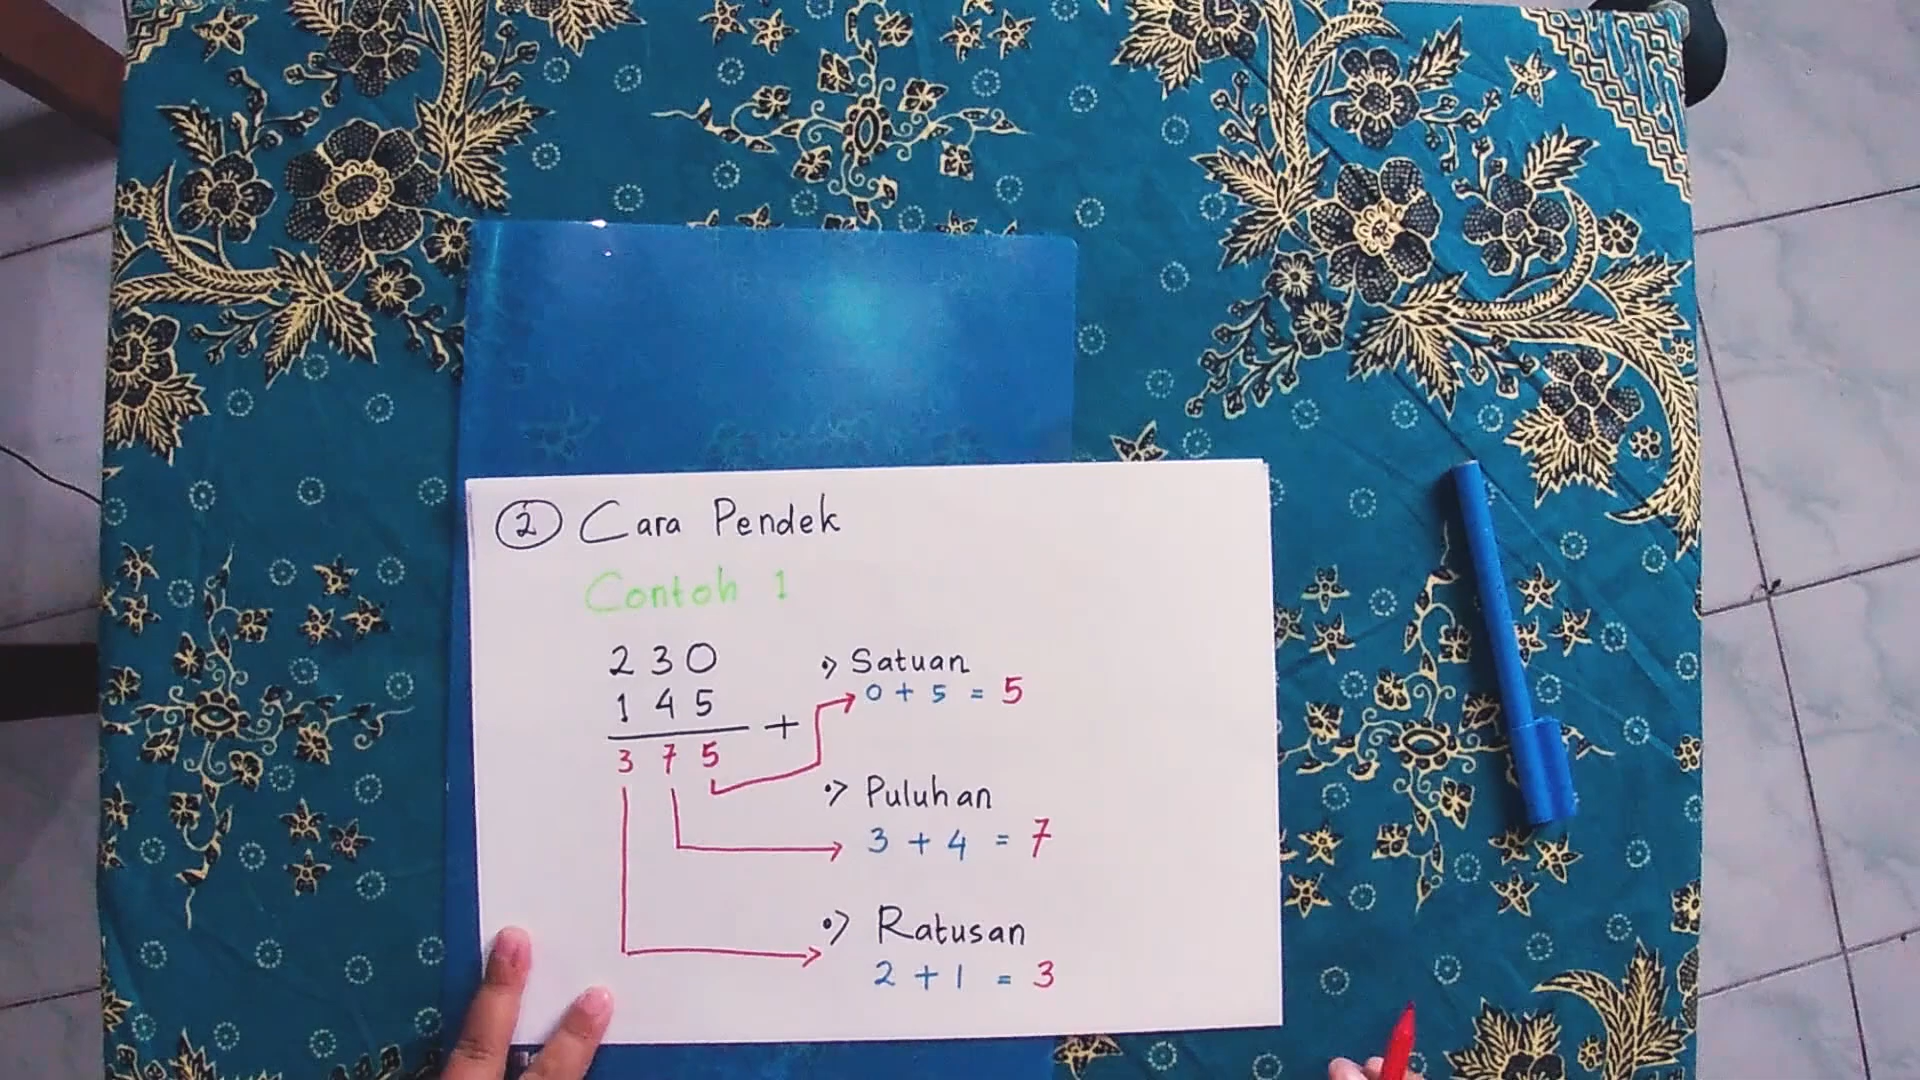 2 Cara Pendek
Contoh 1
230
145
+
375
•> Satuan
0 + 5 = 5
•> Puluhan
3 + 4 = 7
•> Ratusan
2 + 1 = 3